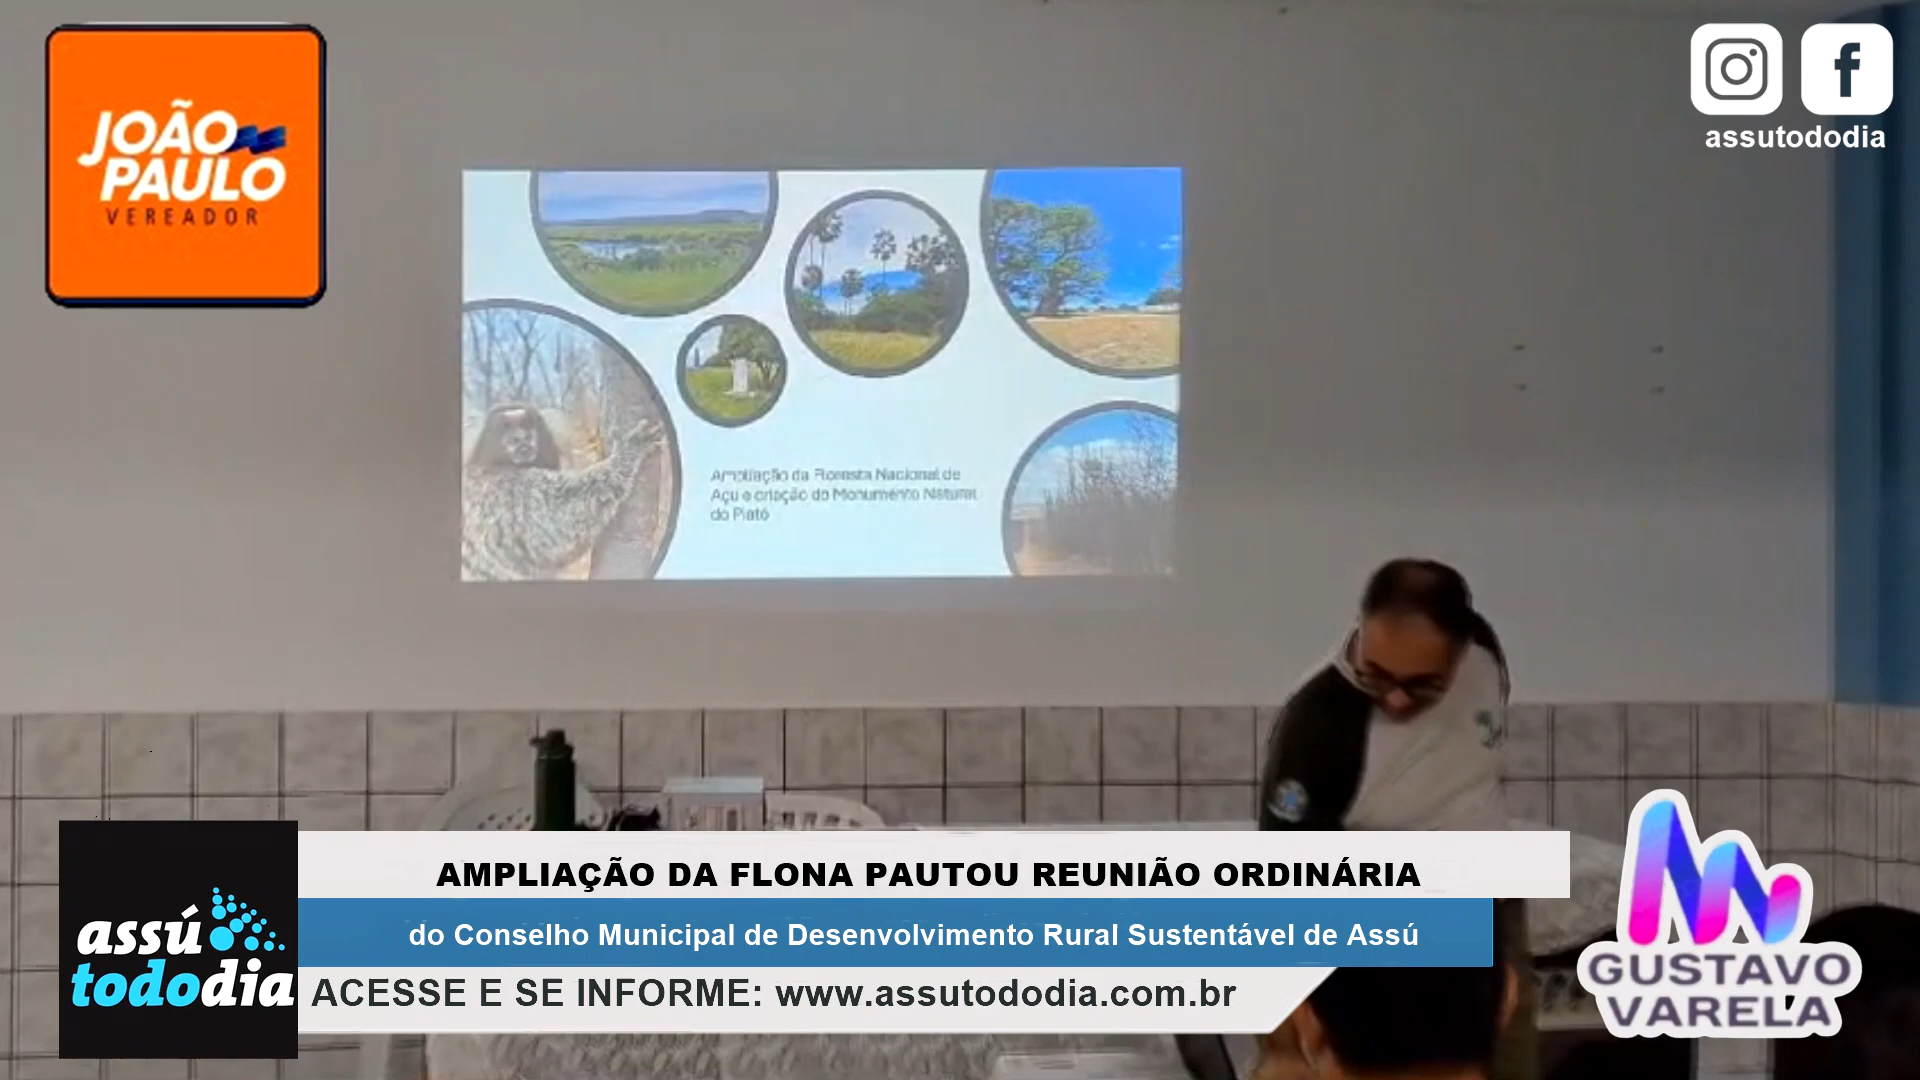 JOÃO
PAULO
VEREADOR
assutododia
Ampliação da Floresta Nacional de
Açu e criação do Monumento Natural
do Piató
AMPLIAÇÃO DA FLONA PAUTOU REUNIÃO ORDINÁRIA
do Conselho Municipal de Desenvolvimento Rural Sustentável de Assú
assú
tododia
ACESSE E SE INFORME: www.assutododia.com.br
GUSTAVO
VARELA